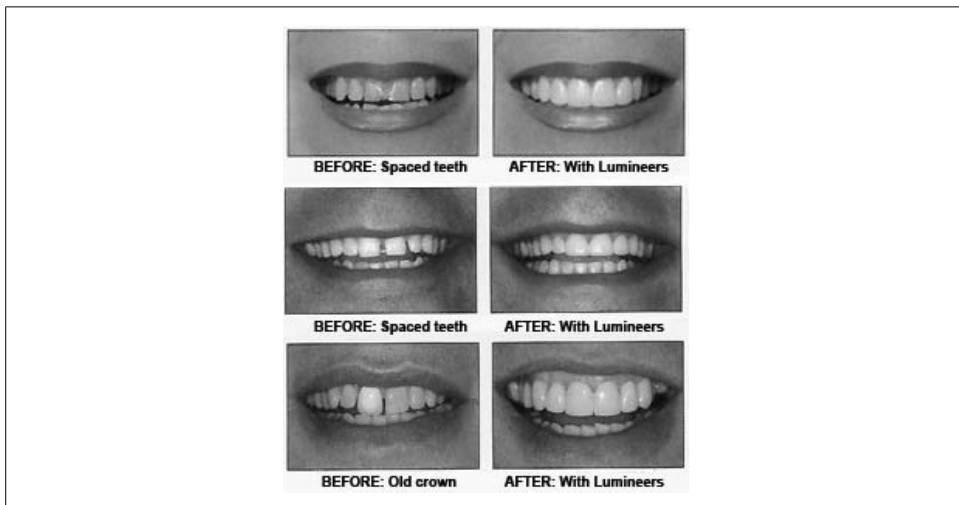 BEFORE: Spaced teeth
AFTER: With Lumineers
BEFORE: Spaced teeth
AFTER: With Lumineers
BEFORE: Old crown
AFTER: With Lumineers